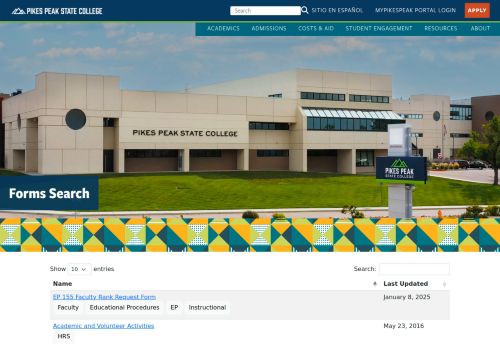 PIKES PEAK STATE COLLEGE
Search
SITIO EN ESPAÑOL
MYPIKESPEAK PORTAL LOGIN
APPLY
ACADEMICS
ADMISSIONS
COSTS & AID
STUDENT ENGAGEMENT
RESOURCES
ABOUT
PIKES PEAK STATE COLLEGE
PIKES PEAK
STATE COLLEGE
Forms Search
Show 10 entries
Search:
Name
Last Updated
EP 155 Faculty Rank Request Form
January 8, 2025
Faculty
Educational Procedures
EP
Instructional
Academic and Volunteer Activities
May 23, 2016
HRS